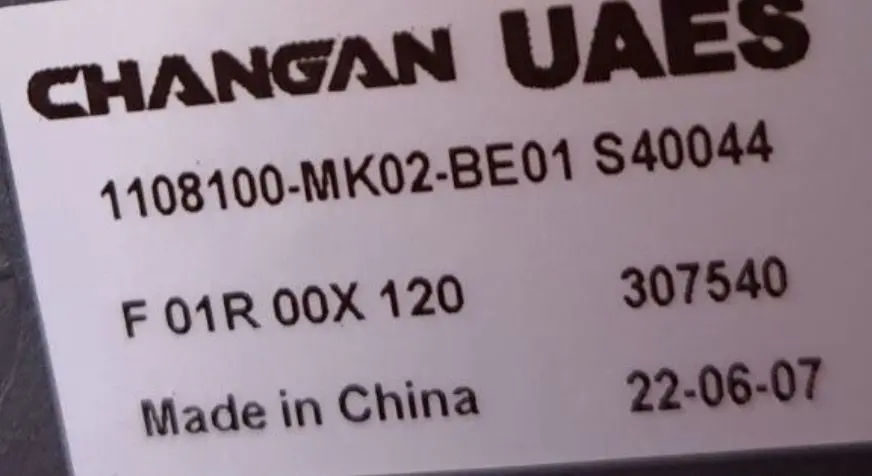 CHANGAN UAES
1108100-MK02-BE01 S40044
F 01R 00X 120 307540
Made in China 22-06-07